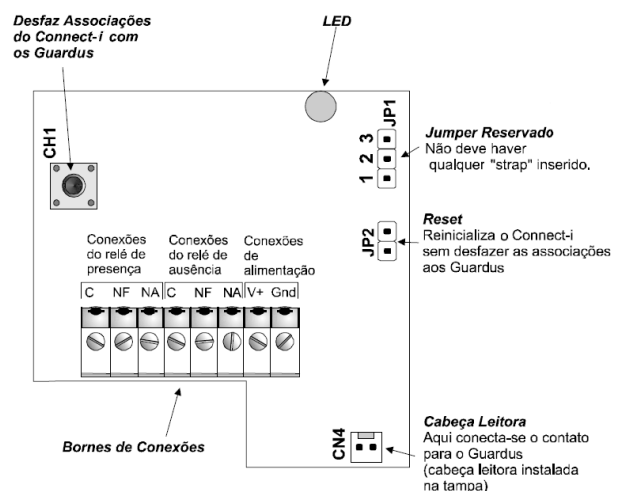 Desfaz Associações
do Connect-i com
os Guardus
LED
CH1
JP1
1 2 3
Jumper Reservado
Não deve haver
qualquer "strap" inserido.
JP2
Reset
Reinicializa o Connect-i
sem desfazer as associações
aos Guardus
Conexões
do relé de
presença
Conexões
do relé de
ausência
Conexões
de
alimentação
C NF NA C NF NA V+ Gnd
Bornes de Conexões
CN4
Cabeça Leitora
Aqui conecta-se o contato
para o Guardus
(cabeça leitora instalada
na tampa)